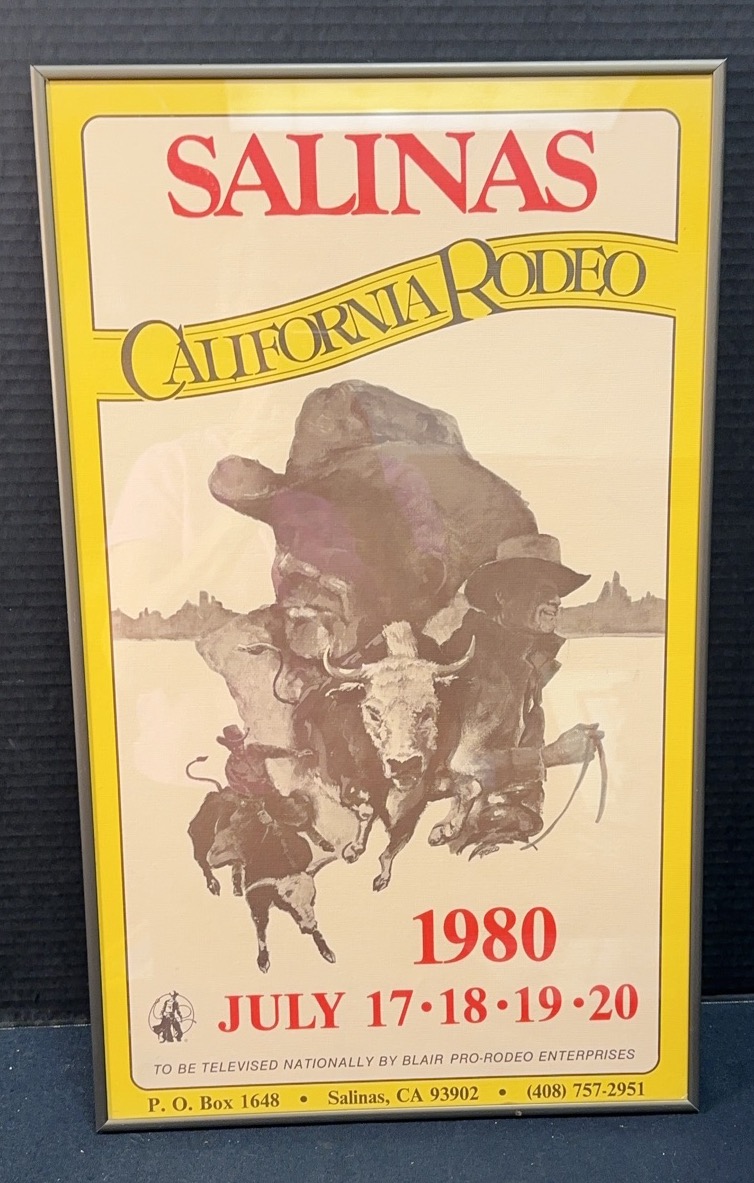 SALINAS
CALIFORNIA RODEO
1980
JULY 17•18•19•20
TO BE TELEVISED NATIONALLY BY BLAIR PRO-RODEO ENTERPRISES
P. O. Box 1648 • Salinas, CA 93902 • (408) 757-2951